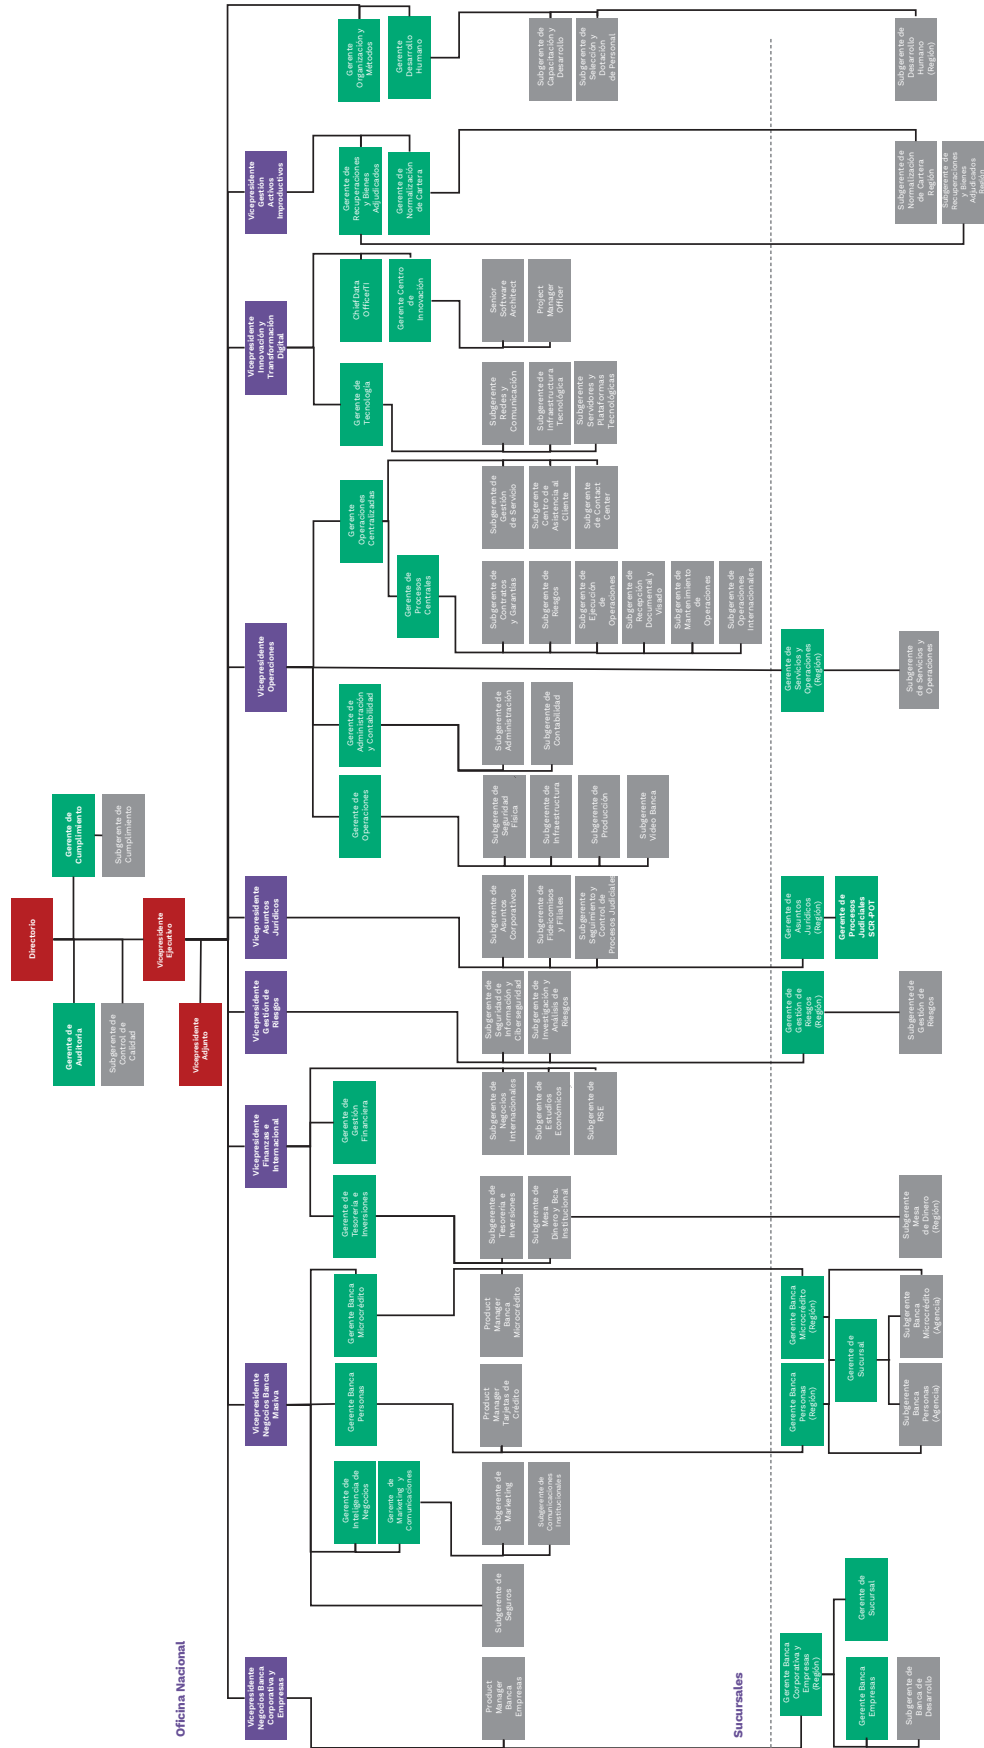 Directorio
Gerente de
Auditoria
Subgerente de
Control de
Calidad
Gerente de
Cumplimiento
Subgerente de
Cumplimiento
Vicepresidente
Ejecutivo
Vicepresidente
Adjunto
Oficina Nacional
Vicepresidente
Negocios Banca
Corporativa y
Empresas
Vicepresidente
Negocios Banca
Masiva
Vicepresidente
Finanzas e
Internacional
Vicepresidente
Gestión de
Riesgos
Vicepresidente
Asuntos
Jurídicos
Vicepresidente
Operaciones
Vicepresidente
Innovación y
Transformación
Digital
Vicepresidente
Gestión
Activos
Improductivos
Gerente de
Inteligencia de
Negocios
Gerente de
Marketing y
Comunicaciones
Gerente Banca
Personas
Gerente Banca
Microcrédito
Gerente de
Tesorería e
Inversiones
Gerente de
Gestión
Financiera
Gerente de
Operaciones
Gerente de
Administración
y Contabilidad
Gerente de
Procesos
Centrales
Gerente
Operaciones
Centralizadas
Gerente de
Tecnología
ChiefData
OfficerTI
Gerente Centro
de
Innovación
Gerente de
Recuperaciones
y Bienes
Adjudicados
Gerente de
Normalización
de Cartera
Gerente
Organización y
Métodos
Gerente
Desarrollo
Humano
Product
Manager
Banca
Empresas
Subgerente de
Seguros
Subgerente de
Marketing
Subgerente de
Comunicaciones
Institucionales
Product
Manager
Tarjetas de
Crédito
Product
Manager
Banca
Microcrédito
Subgerente de
Tesorería e
Inversiones
Subgerente de
Mesa
Dinero y Bca.
Institucional
Subgerente de
Negocios
Internacionales
Subgerente de
Estudios
Económicos
Subgerente de
RSE
Subgerente de
Seguridad de
Información y
Ciberseguridad
Subgerente de
Investigación y
Análisis de
Riesgos
Subgerente de
Asuntos
Corporativos
Subgerente de
Fideicomisos
y Filiales
Subgerente
Seguimiento y
Control de
Procesos Judiciales
Subgerente de
Seguridad
Física
Subgerente de
Infraestructura
Subgerente de
Producción
Subgerente
Video Banca
Subgerente de
Administración
Subgerente de
Contabilidad
Subgerente de
Contratos
y Garantías
Subgerente de
Riesgos
Subgerente de
Ejecución
de
Operaciones
Subgerente de
Recepción
Documental y
Visado
Subgerente de
Mantenimiento
de
Operaciones
Subgerente de
Operaciones
Internacionales
Subgerente de
Gestión
de Servicio
Subgerente
Centro de
Asistencia al
Cliente
Subgerente
de Contact
Center
Subgerente
Redes y
Comunicación
Subgerente de
Infraestructura
Tecnológica
Subgerente
Servidores y
Plataformas
Tecnológicas
Senior
Software
Architect
Project
Manager
Officer
Subgerente de
Capacitación y
Desarrollo
Subgerente de
Selección y
Dotación
de Personal
Sucursales
Gerente Banca
Corporativa y
Empresas
(Región)
Gerente Banca
Empresas
Gerente de
Sucursal
Subgerente de
Banca de
Desarrollo
Gerente Banca
Personas
(Región)
Gerente Banca
Microcrédito
(Región)
Gerente de
Sucursal
Subgerente
Banca
Personas
(Agencia)
Subgerente
Banca
Microcrédito
(Agencia)
Subgerente
Mesa
de Dinero
(Región)
Gerente de
Gestión de
Riesgos
(Región)
Subgerente de
Gestión de
Riesgos
Gerente de
Asuntos
Jurídicos
(Región)
Gerente de
Procesos
Judiciales
SCR-POT
Gerente de
Servicios y
Operaciones
(Región)
Subgerente
de Servicios y
Operaciones
Subgerente de
Normalización
de Cartera
Región
Subgerente de
Recuperaciones
y Bienes
Adjudicados
Región
Subgerente de
Desarrollo
Humano
(Región)